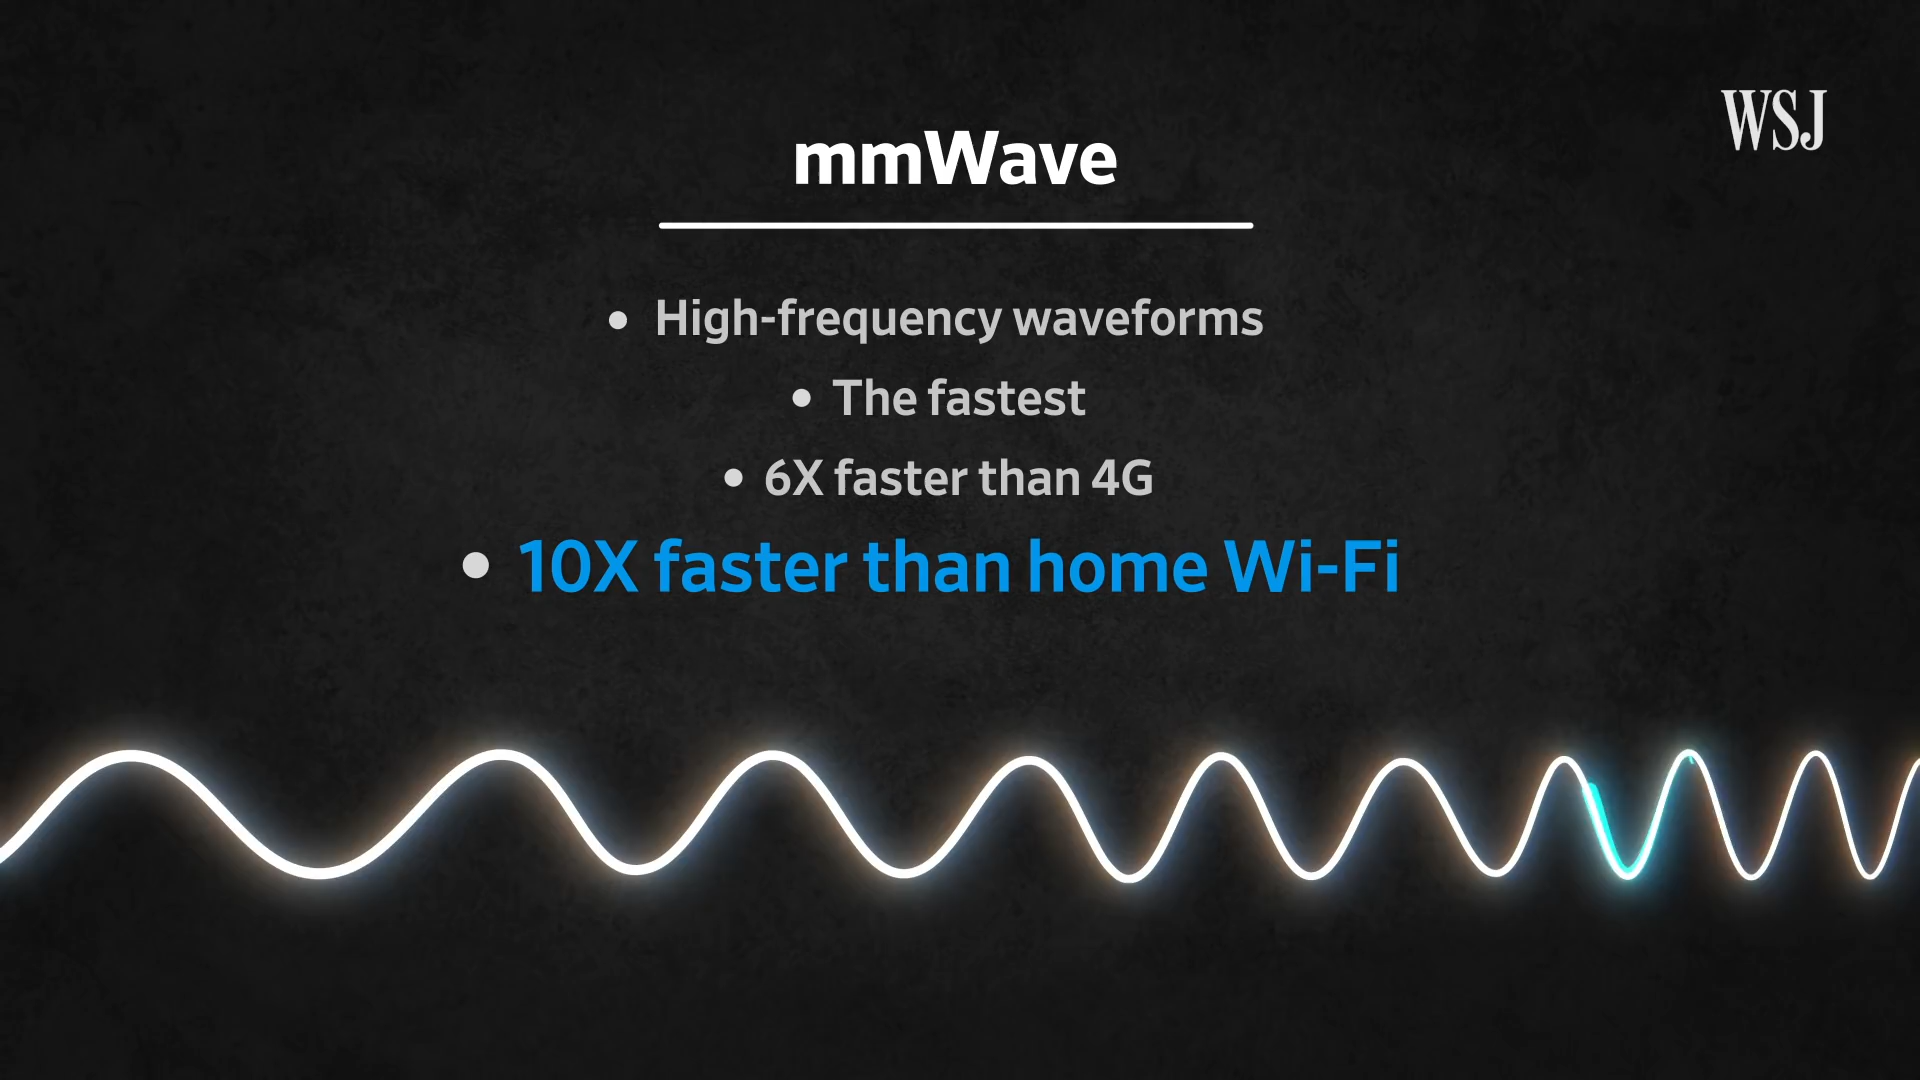 WSJ
mmWave
• High-frequency waveforms
• The fastest
• 6X faster than 4G
• 10X faster than home Wi-Fi